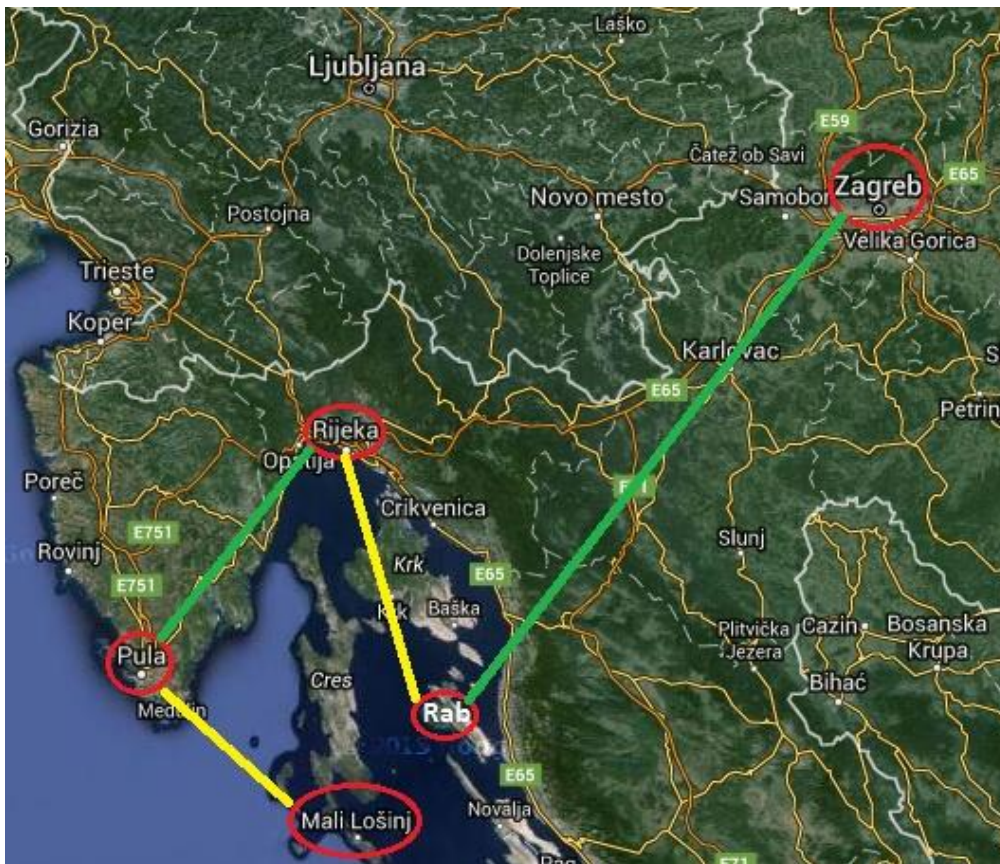 Laško
Ljubljana
Gorizia
E59
Čatež ob Savi
Zagreb
E65
Postojna
Novo mesto
Samobor
Dolenjske
Toplice
Velika Gorica
Trieste
Koper
Karlovac
E65
Petrin
Rijeka
Opatija
Poreč
Crikvenica
E751
Rovinj
Slunj
Krk
E65
E751
Krk
Baška
Plitvička
Jezera
Cazin
Bosanska
Krupa
Pula
Cres
Bihać
Medulin
Rab
E65
Mali Lošinj
Novalja
Pag
E71